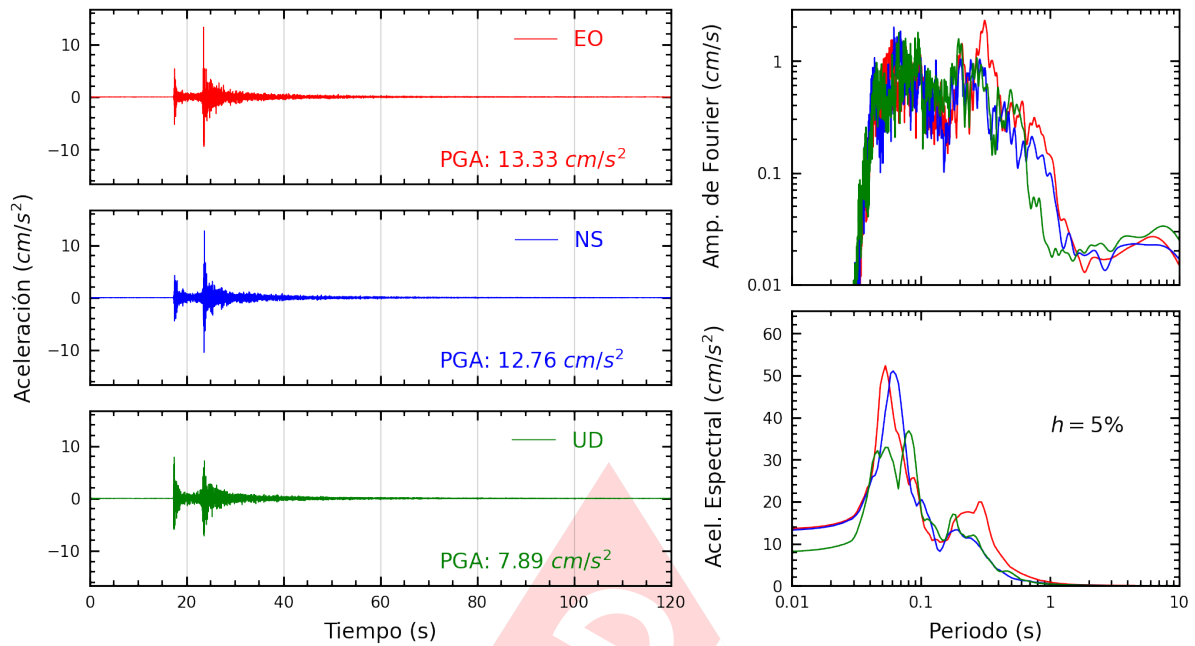 Aceleración (cm/s²)
10
0
−10
EO
PGA: 13.33 cm/s²
10
0
−10
NS
PGA: 12.76 cm/s²
10
0
−10
UD
PGA: 7.89 cm/s²
0 20 40 60 80 100 120
Tiempo (s)
Amp. de Fourier (cm/s)
1
0.1
0.01
Acel. Espectral (cm/s²)
60
50
40
30
20
10
0
h = 5%
0.01 0.1 1 10
Periodo (s)